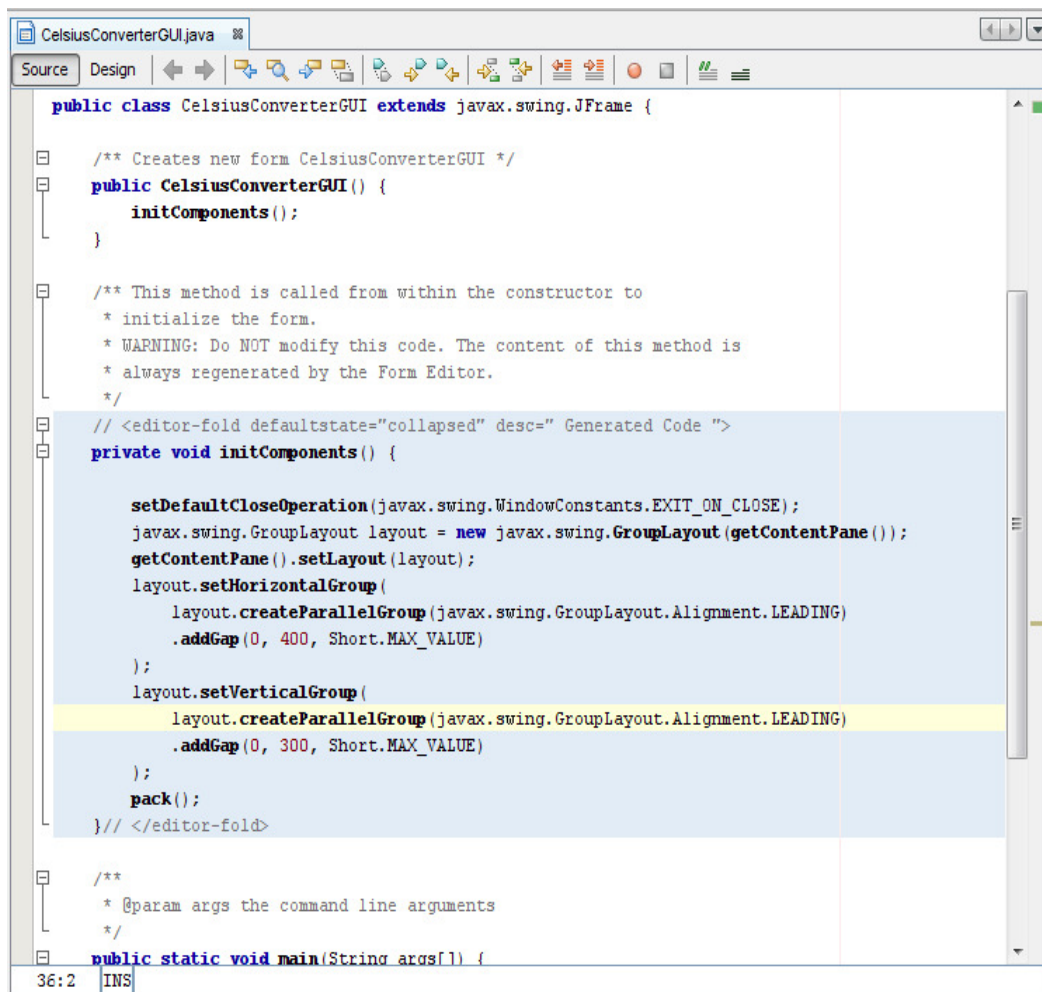 CelsiusConverterGUI.java
Source Design
public class CelsiusConverterGUI extends javax.swing.JFrame {
/** Creates new form CelsiusConverterGUI */
public CelsiusConverterGUI() {
initComponents();
}
/** This method is called from within the constructor to
* initialize the form.
* WARNING: Do NOT modify this code. The content of this method is
* always regenerated by the Form Editor.
*/
// <editor-fold defaultstate="collapsed" desc=" Generated Code ">
private void initComponents() {
setDefaultCloseOperation(javax.swing.WindowConstants.EXIT_ON_CLOSE);
javax.swing.GroupLayout layout = new javax.swing.GroupLayout(getContentPane());
getContentPane().setLayout(layout);
layout.setHorizontalGroup(
layout.createParallelGroup(javax.swing.GroupLayout.Alignment.LEADING)
.addGap(0, 400, Short.MAX_VALUE)
);
layout.setVerticalGroup(
layout.createParallelGroup(javax.swing.GroupLayout.Alignment.LEADING)
.addGap(0, 300, Short.MAX_VALUE)
);
pack();
}// </editor-fold>
/**
* @param args the command line arguments
*/
public static void main(String args[]) {
36:2 INS